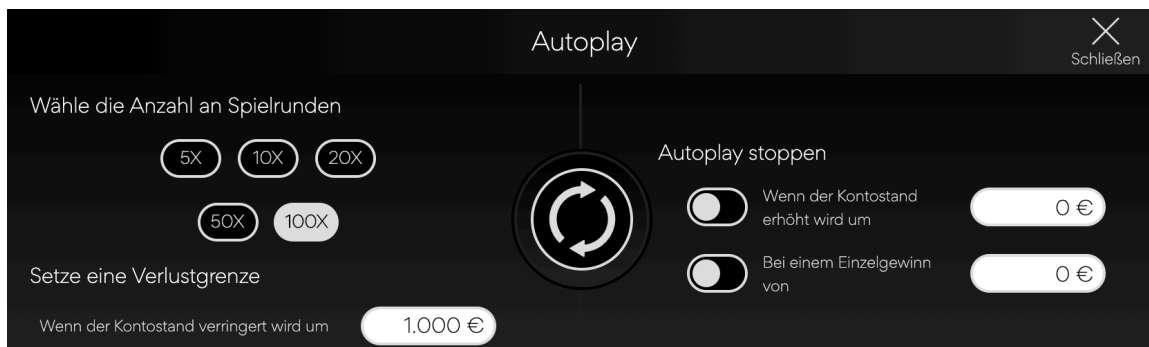 Autoplay
Schließen
Wähle die Anzahl an Spielrunden
5X 10X 20X
50X 100X
Setze eine Verlustgrenze
Wenn der Kontostand verringert wird um 1.000 €
Autoplay stoppen
Wenn der Kontostand
erhöht wird um
0 €
Bei einem Einzelgewinn
von
0 €